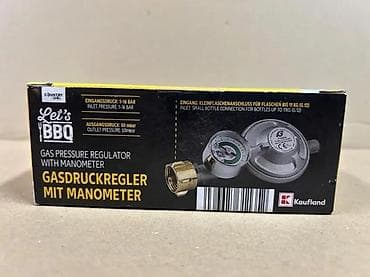 COUNTRY
Let's
BBQ
EINGANGSDRUCK: 1-16 BAR
INLET PRESSURE: 1-16 BAR
AUSGANGSDRUCK: 50 mbar
OUTLET PRESSURE: 50mbar
EINGANG: KLEINFLASCHENANSCHLUSS FÜR FLASCHEN BIS 11 KG (G.12)
INLET: SMALL BOTTLE CONNECTION FOR BOTTLES UP TO 11KG (G.12)
GAS PRESSURE REGULATOR
WITH MANOMETER
GASDRUCKREGLER
MIT MANOMETER
Kaufland